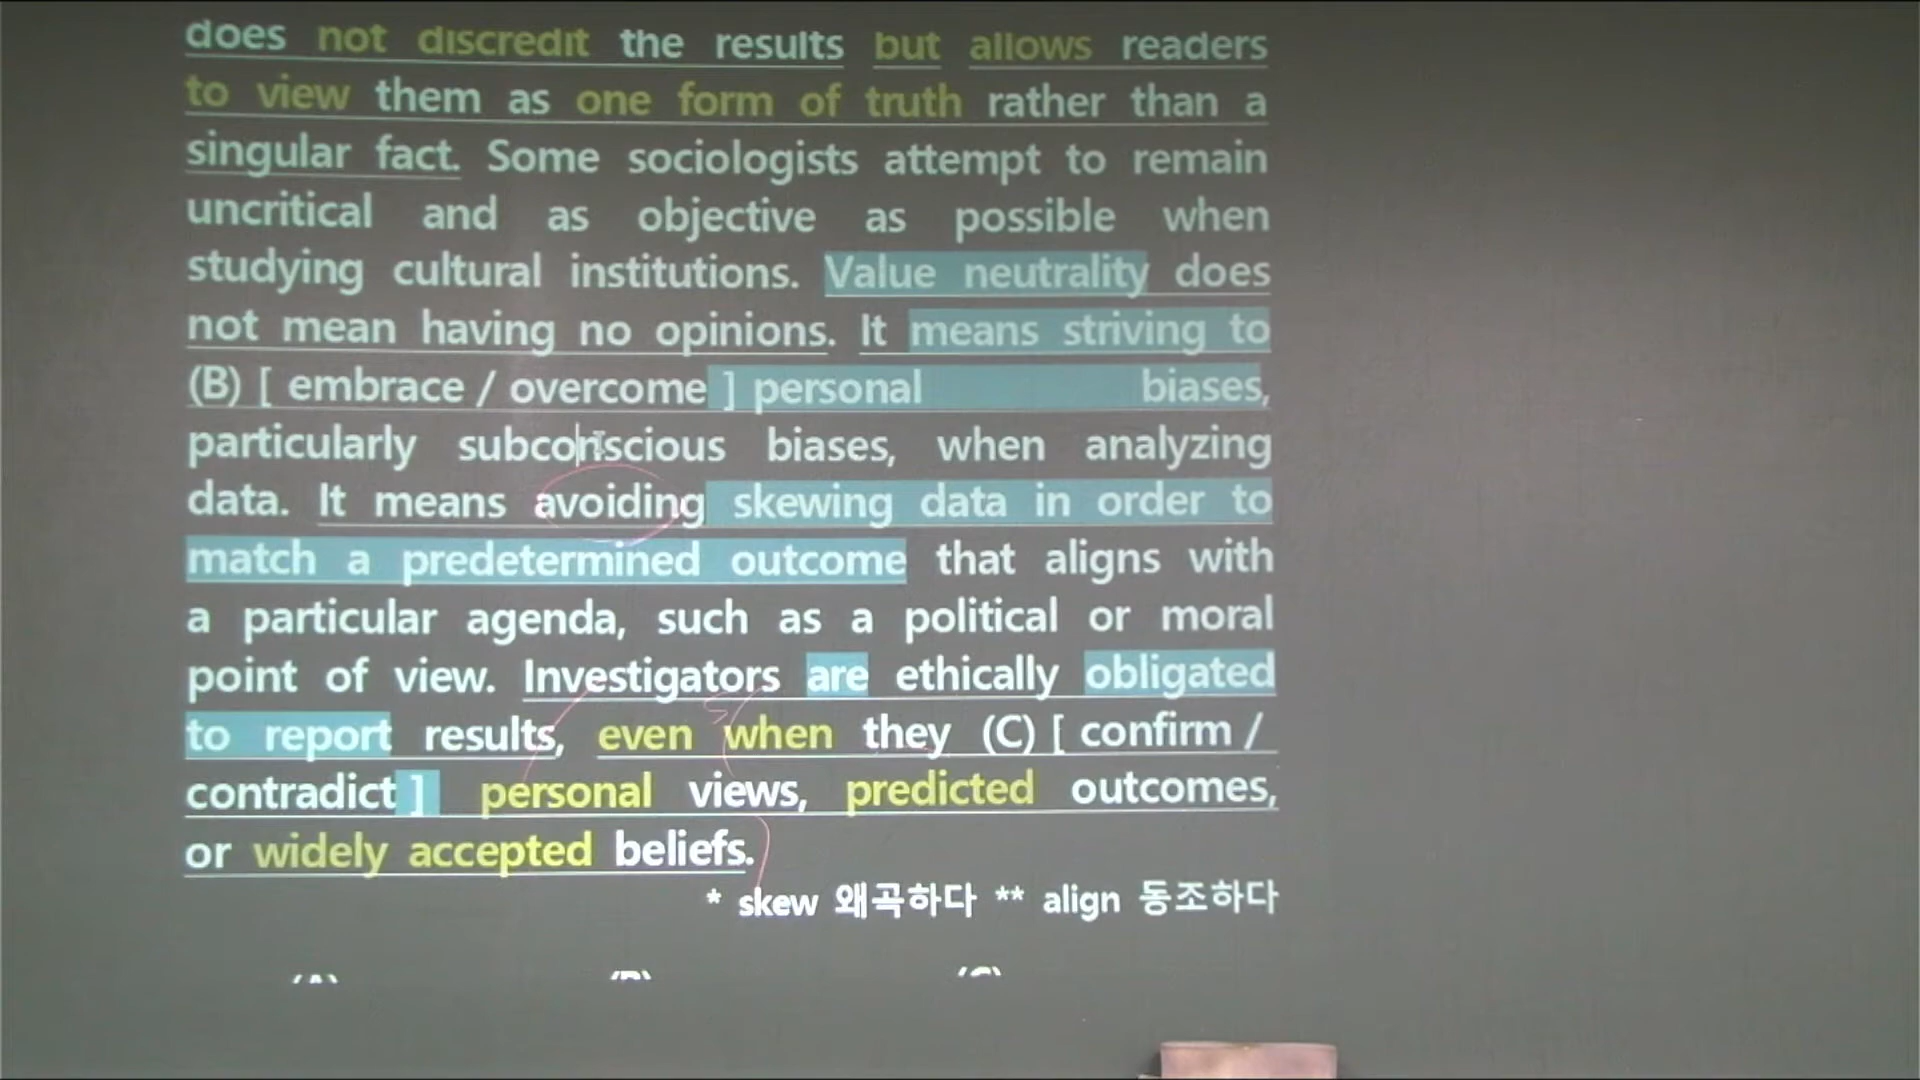 does not discredit the results but allows readers
to view them as one form of truth rather than a
singular fact. Some sociologists attempt to remain
uncritical and as objective as possible when
studying cultural institutions. Value neutrality does
not mean having no opinions. It means striving to
(B) [ embrace / overcome ] personal biases,
particularly subconscious biases, when analyzing
data. It means avoiding skewing data in order to
match a predetermined outcome that aligns with
a particular agenda, such as a political or moral
point of view. Investigators are ethically obligated
to report results, even when they (C) [ confirm /
contradict ] personal views, predicted outcomes,
or widely accepted beliefs.
* skew 왜곡하다 ** align 동조하다